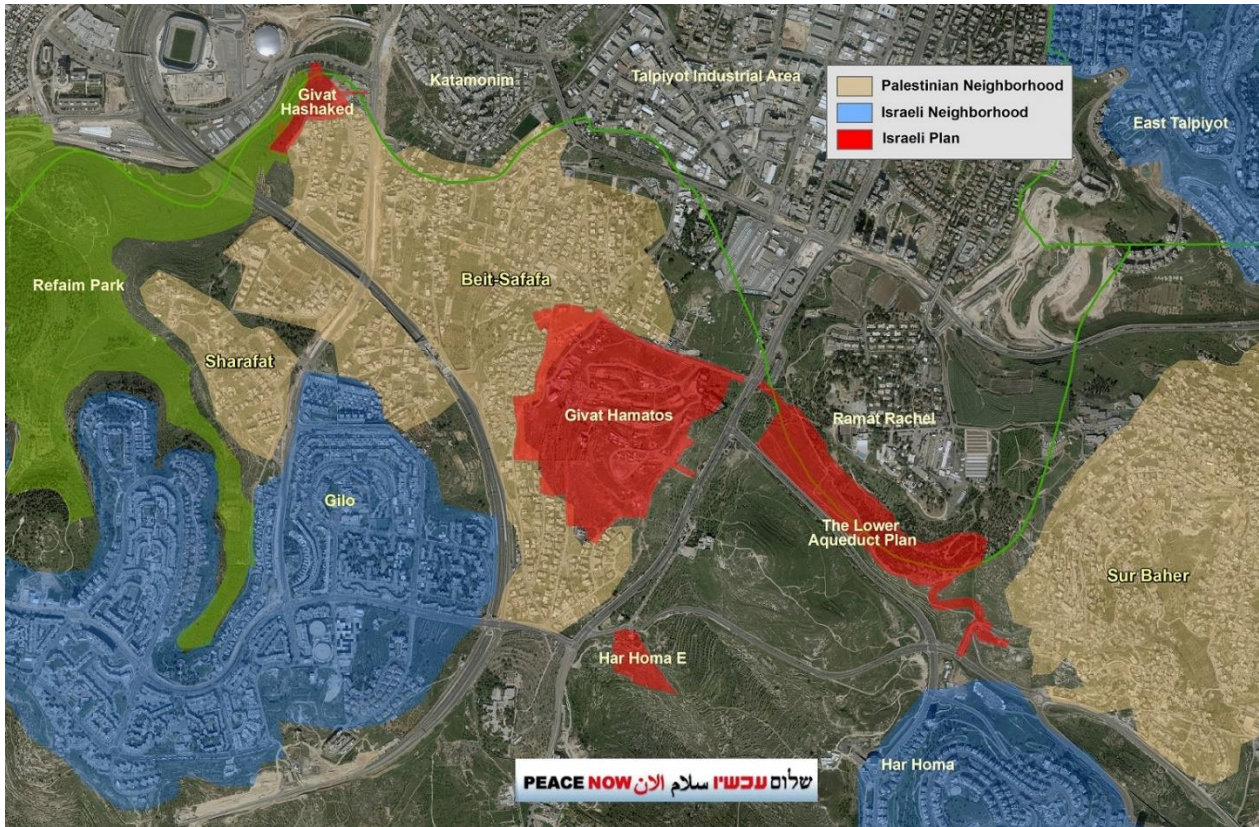 Katamonim
Talpiyot Industrial Area
Palestinian Neighborhood
Israeli Neighborhood
Israeli Plan
Givat
Hashaked
East Talpiyot
Refaim Park
Beit-Safafa
Sharafat
Givat Hamatos
Ramat Rachel
Gilo
The Lower
Aqueduct Plan
Sur Baher
Har Homa E
Har Homa
PEACE NOW سلام الان שלום עכשיו